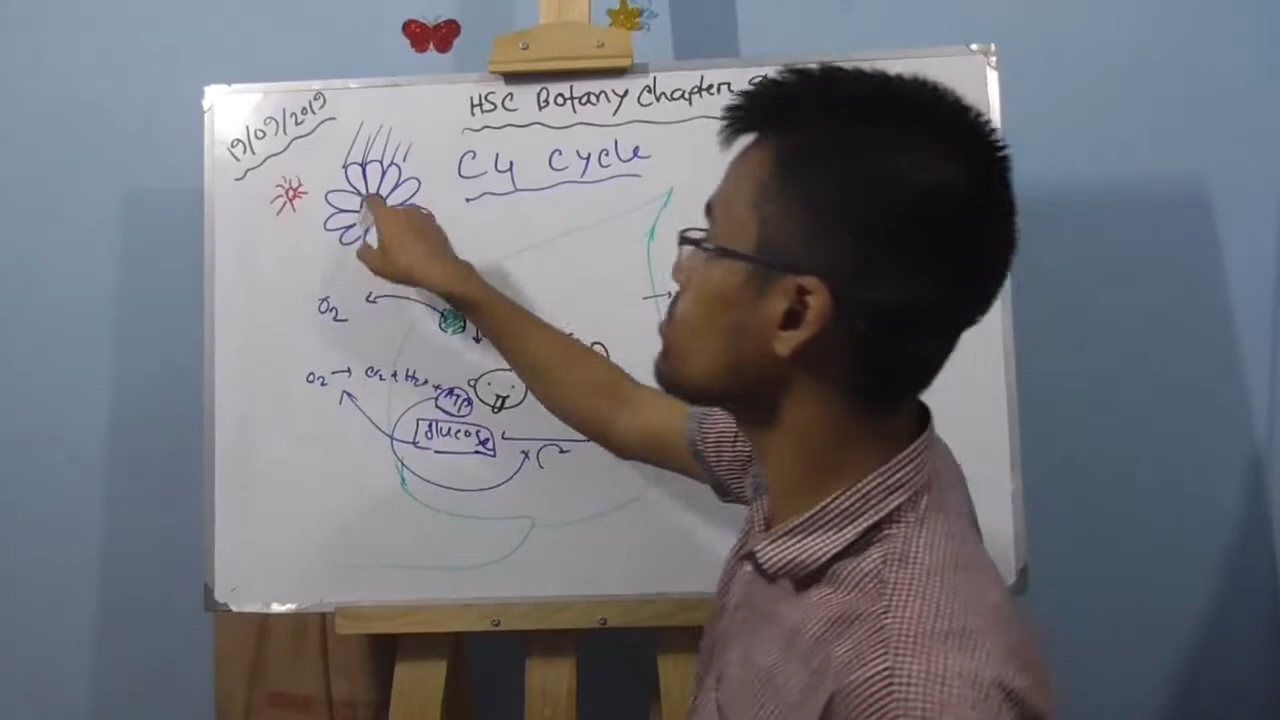 19/09/2019
HSC Botany Chapter
C4 Cycle
O2
O2 → CO2 + H2O + ATP
Glucose